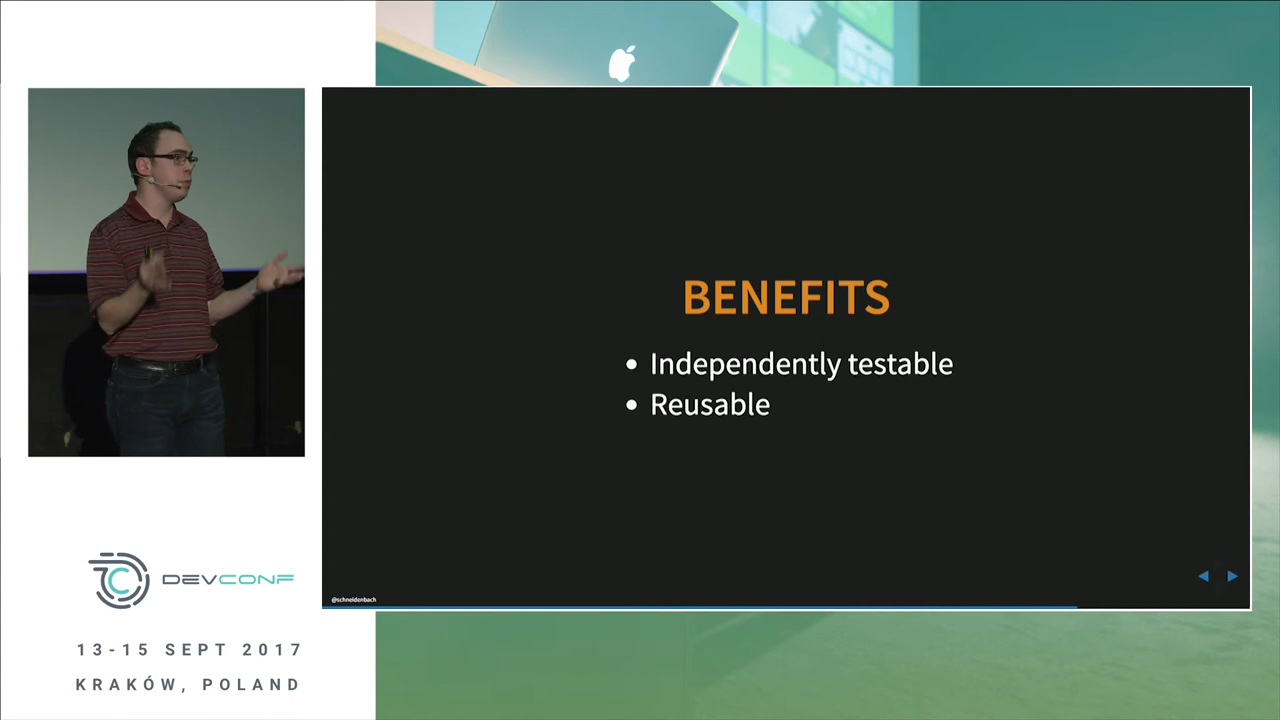 BENEFITS
• Independently testable
• Reusable
@schneidenbach
DEVCONF
13-15 SEPT 2017
KRAKÓW, POLAND